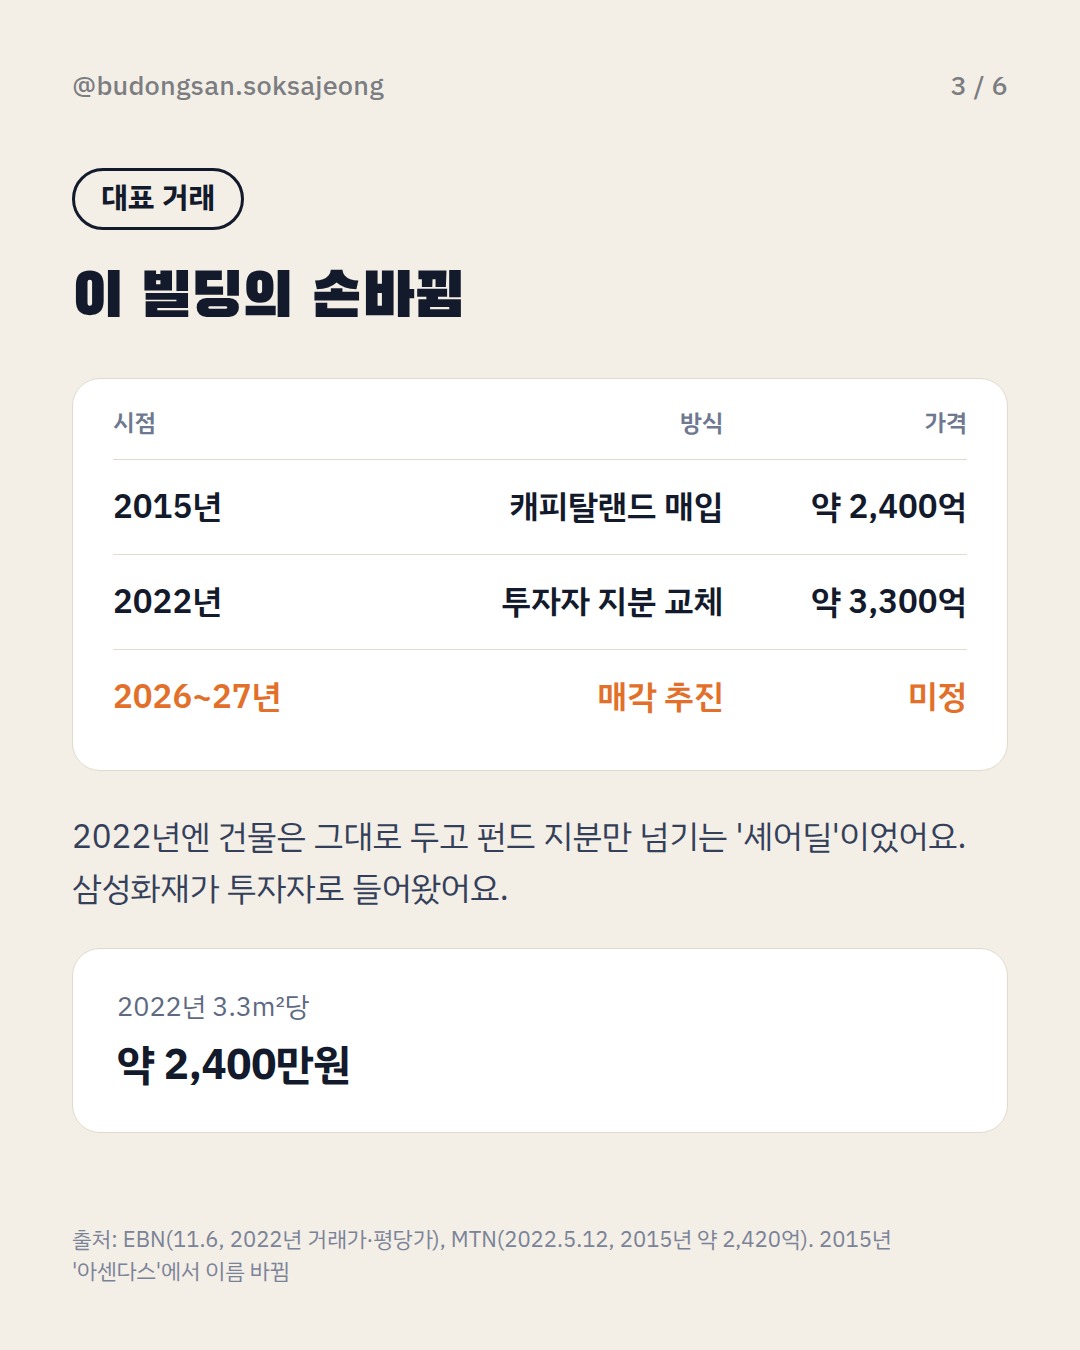 @budongsan.soksajeong
3 / 6
대표 거래
이 빌딩의 손바뀜
시점 방식 가격
2015년 캐피탈랜드 매입 약 2,400억
2022년 투자자 지분 교체 약 3,300억
2026~27년 매각 추진 미정
2022년엔 건물은 그대로 두고 펀드 지분만 넘기는 '셰어딜'이었어요.
삼성화재가 투자자로 들어왔어요.
2022년 3.3m²당
약 2,400만원
출처: EBN(11.6, 2022년 거래가·평당가), MTN(2022.5.12, 2015년 약 2,420억). 2015년
'아센다스'에서 이름 바뀜